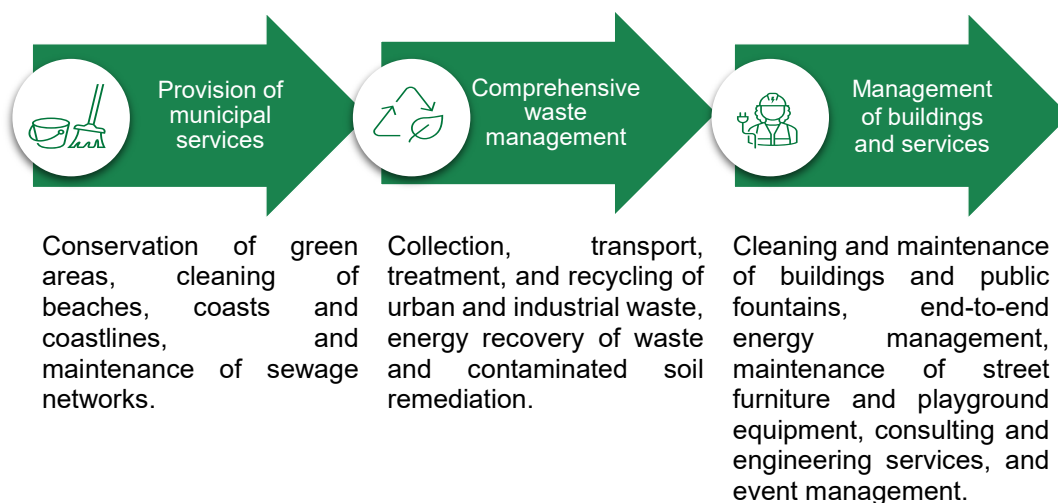 Provision of
municipal
services
Conservation of green
areas, cleaning of
beaches, coasts and
coastlines, and
maintenance of sewage
networks.
Comprehensive
waste
management
Collection, transport,
treatment, and recycling of
urban and industrial waste,
energy recovery of waste
and contaminated soil
remediation.
Management
of buildings
and services
Cleaning and maintenance
of buildings and public
fountains, end-to-end
energy management,
maintenance of street
furniture and playground
equipment, consulting and
engineering services, and
event management.